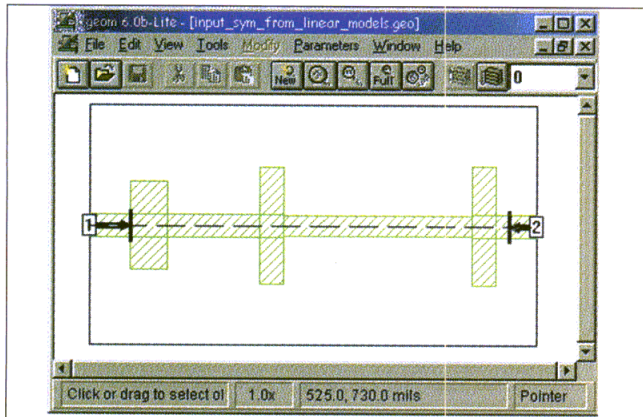 geom 6.0b-Lite - [input_sym_from_linear_models.geo]
File Edit View Tools Modify Parameters Window Help
New Full 0
1 2
Click or drag to select ol 1.0x 525.0, 730.0 mils Pointer